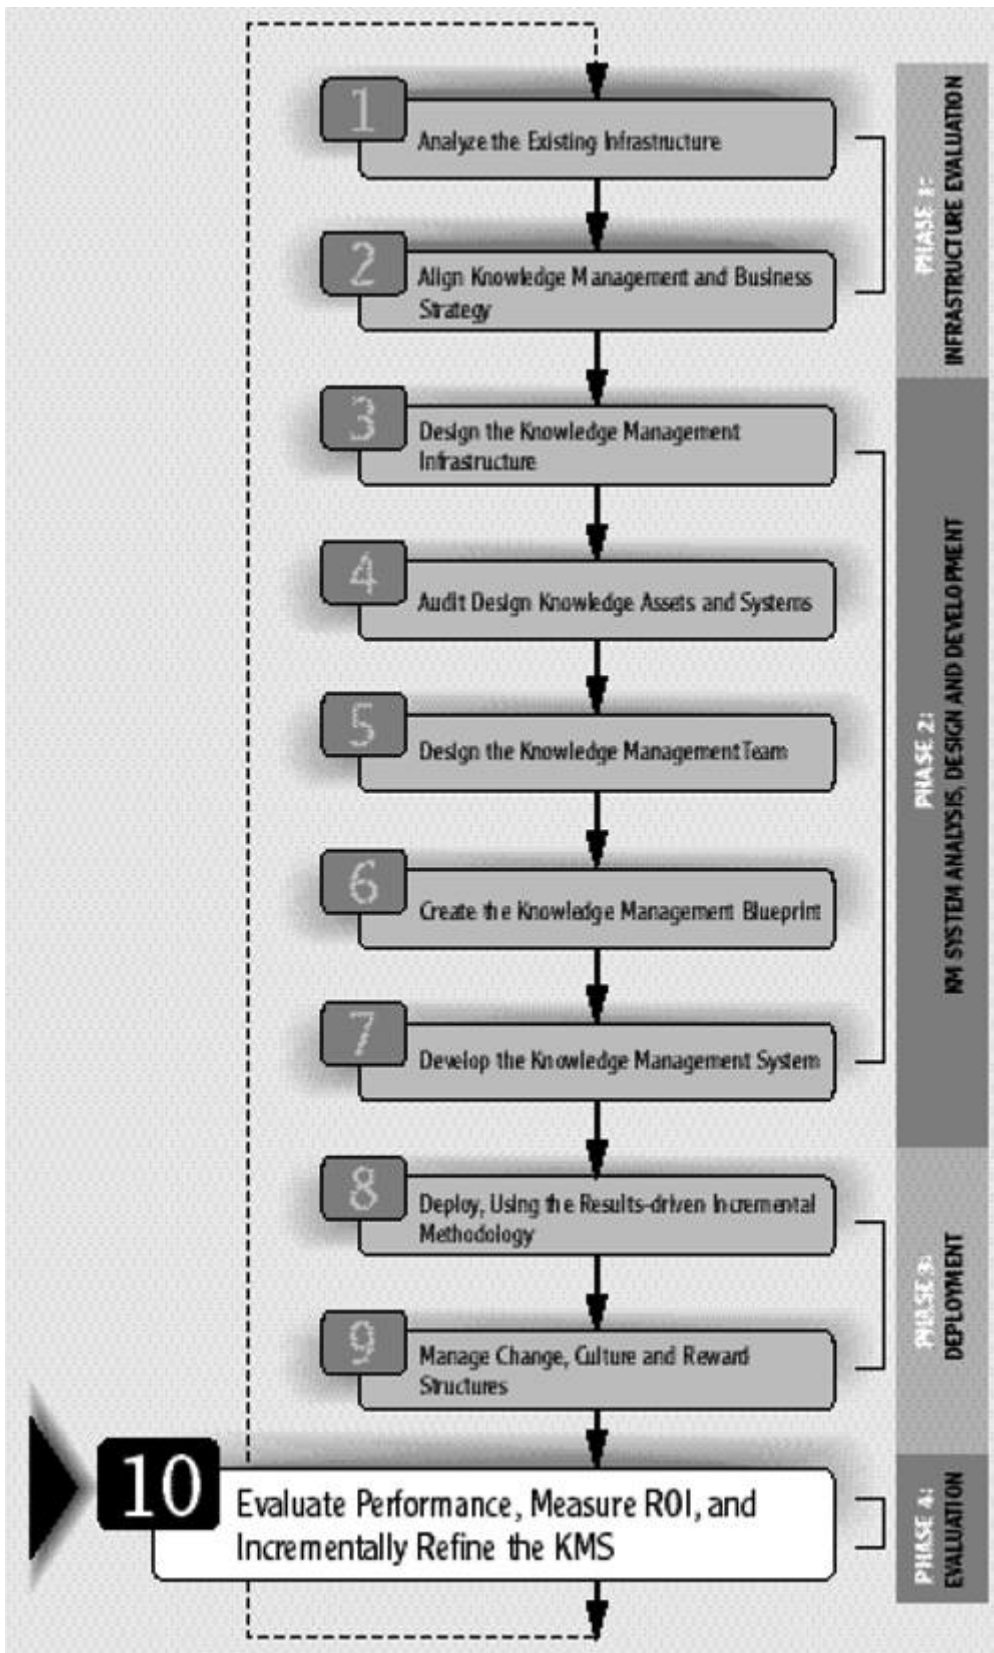 1
Analyze the Existing Infrastructure
2
Align Knowledge Management and Business
Strategy
3
Design the Knowledge Management
Infrastructure
4
Audit Design Knowledge Assets and Systems
5
Design the Knowledge Management Team
6
Create the Knowledge Management Blueprint
7
Develop the Knowledge Management System
8
Deploy, Using the Results-driven Incremental
Methodology
9
Manage Change, Culture and Reward
Structures
10
Evaluate Performance, Measure ROI, and
Incrementally Refine the KMS
PHASE 1:
INFRASTRUCTURE EVALUATION
PHASE 2:
KM SYSTEM ANALYSIS, DESIGN AND DEVELOPMENT
PHASE 3:
DEPLOYMENT
PHASE 4:
EVALUATION